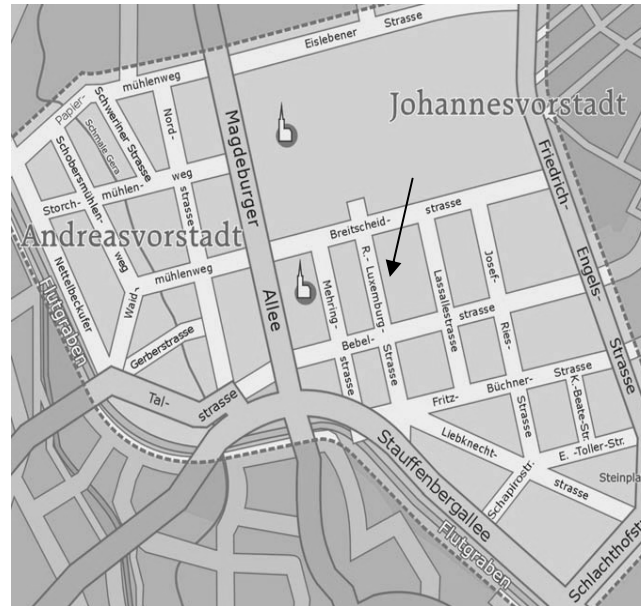 Eislebener Strasse
Papier-
mühlenweg
Schweriner Strasse
Nord-
strasse
Schmale Gera
Schobersmühlen-
weg
Storch-
mühlen-
weg
Magdeburger
Allee
Johannesvorstadt
Andreasvorstadt
Friedrich-
Engels-
Strasse
Breitscheid-
strasse
Nettelbeckufer
Flutgraben
Waid-
mühlenweg
Mehring-
strasse
R.-
Luxemburg-
Strasse
Lassallestrasse
Josef-
Ries-
Strasse
Bebel-
strasse
Gerberstrasse
Tal-
strasse
Fritz-
Büchner-
Strasse
K.-Beate-Str.
Liebknecht-
strasse
E. -Toller-Str.
Schapirostr.
Steinpla
Stauffenbergallee
Flutgraben
Schlachthofstr